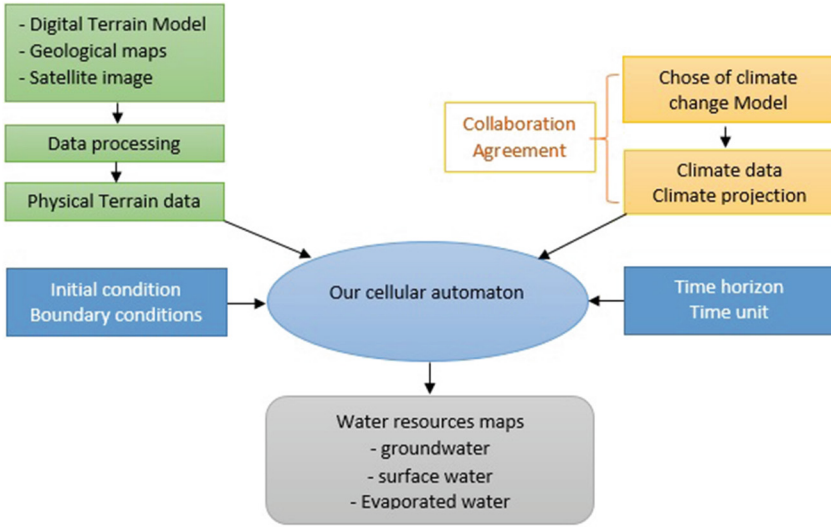 - Digital Terrain Model
- Geological maps
- Satellite image
Data processing
Physical Terrain data
Collaboration
Agreement
Chose of climate
change Model
Climate data
Climate projection
Initial condition
Boundary conditions
Our cellular automaton
Time horizon
Time unit
Water resources maps
- groundwater
- surface water
- Evaporated water